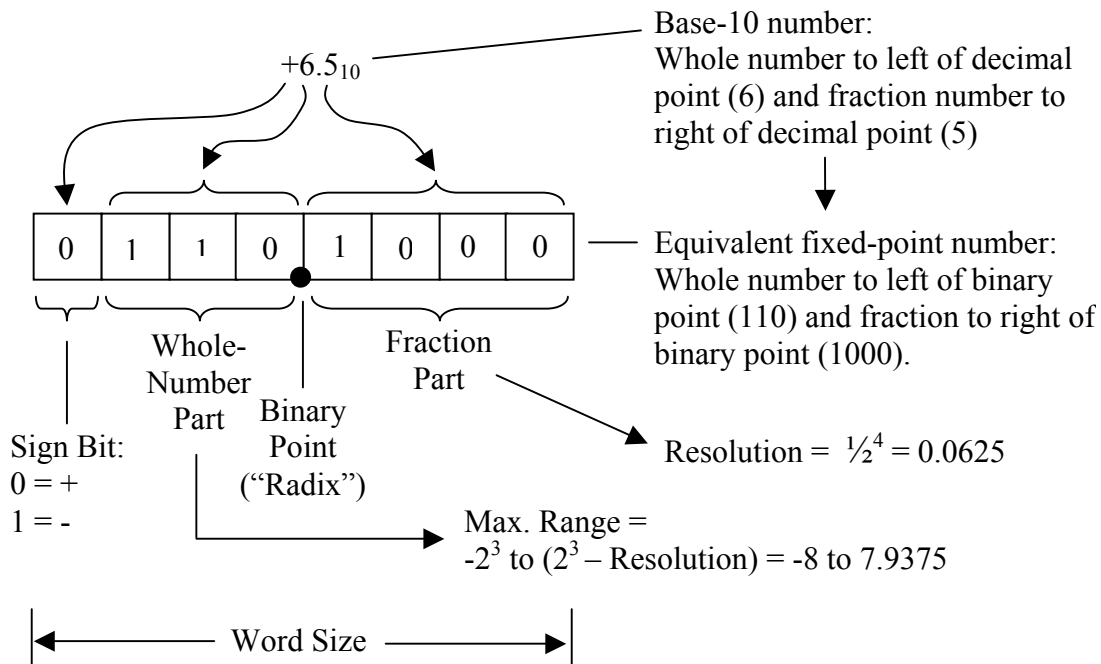 +6.5₁₀
Base-10 number:
Whole number to left of decimal
point (6) and fraction number to
right of decimal point (5)
0 1 1 0 1 0 0 0
Equivalent fixed-point number:
Whole number to left of binary
point (110) and fraction to right of
binary point (1000).
Sign Bit:
0 = +
1 = -
Whole-
Number
Part
Binary
Point
(“Radix”)
Fraction
Part
Resolution = ½⁴ = 0.0625
Max. Range =
-2³ to (2³ – Resolution) = -8 to 7.9375
Word Size